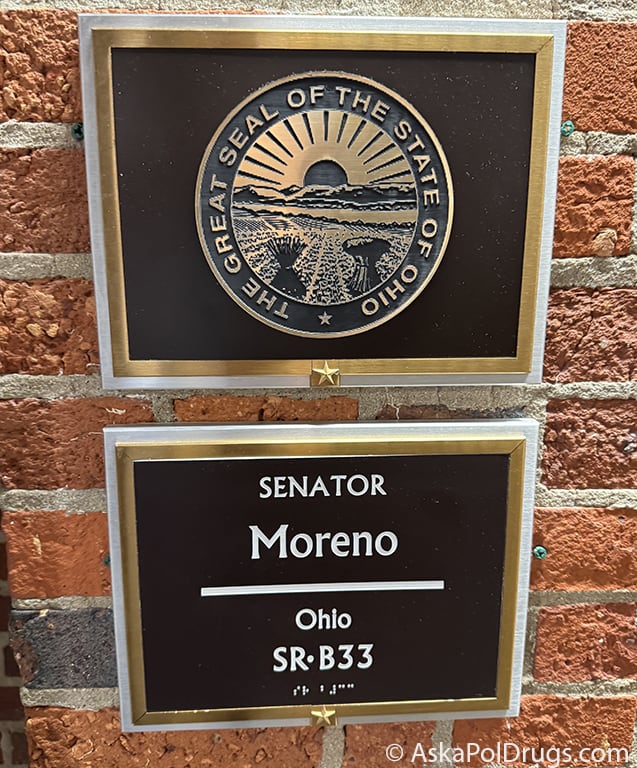 THE GREAT SEAL OF THE STATE OF OHIO
SENATOR
Moreno
Ohio
SR•B33
© AskaPolDrugs.com